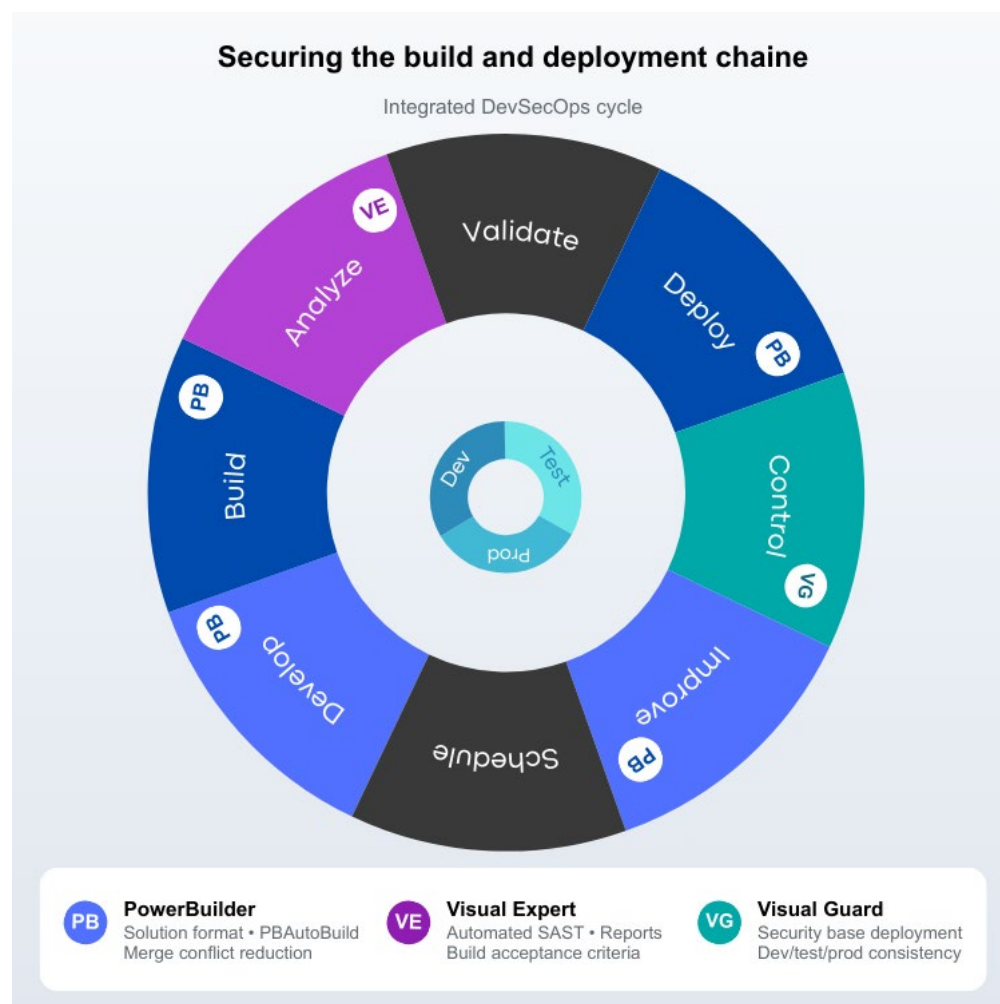 Securing the build and deployment chaine
Integrated DevSecOps cycle
Validate
Deploy
PB
Control
VG
Improve
PB
Schedule
Develop
PB
Build
PB
Analyze
VE
Dev
Test
Prod
PB
PowerBuilder
Solution format • PBAutoBuild
Merge conflict reduction
VE
Visual Expert
Automated SAST • Reports
Build acceptance criteria
VG
Visual Guard
Security base deployment
Dev/test/prod consistency